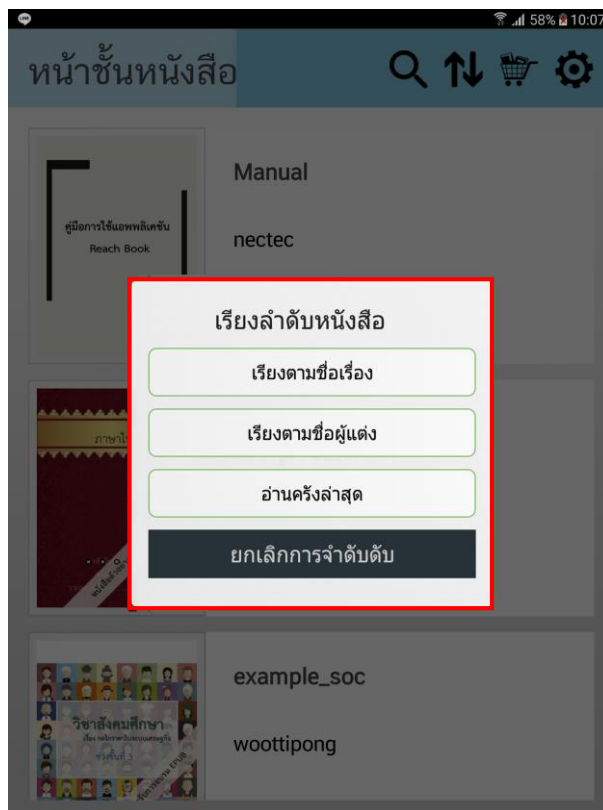 58% 10:07
หน้าชั้นหนังสือ
คู่มือการใช้แอพพลิเคชัน
Reach Book
Manual
nectec
เรียงลำดับหนังสือ
เรียงตามชื่อเรื่อง
เรียงตามชื่อผู้แต่ง
อ่านครังล่าสุด
ยกเลิกการจำดับดับ
วิชาสังคมศึกษา
example_soc
woottipong